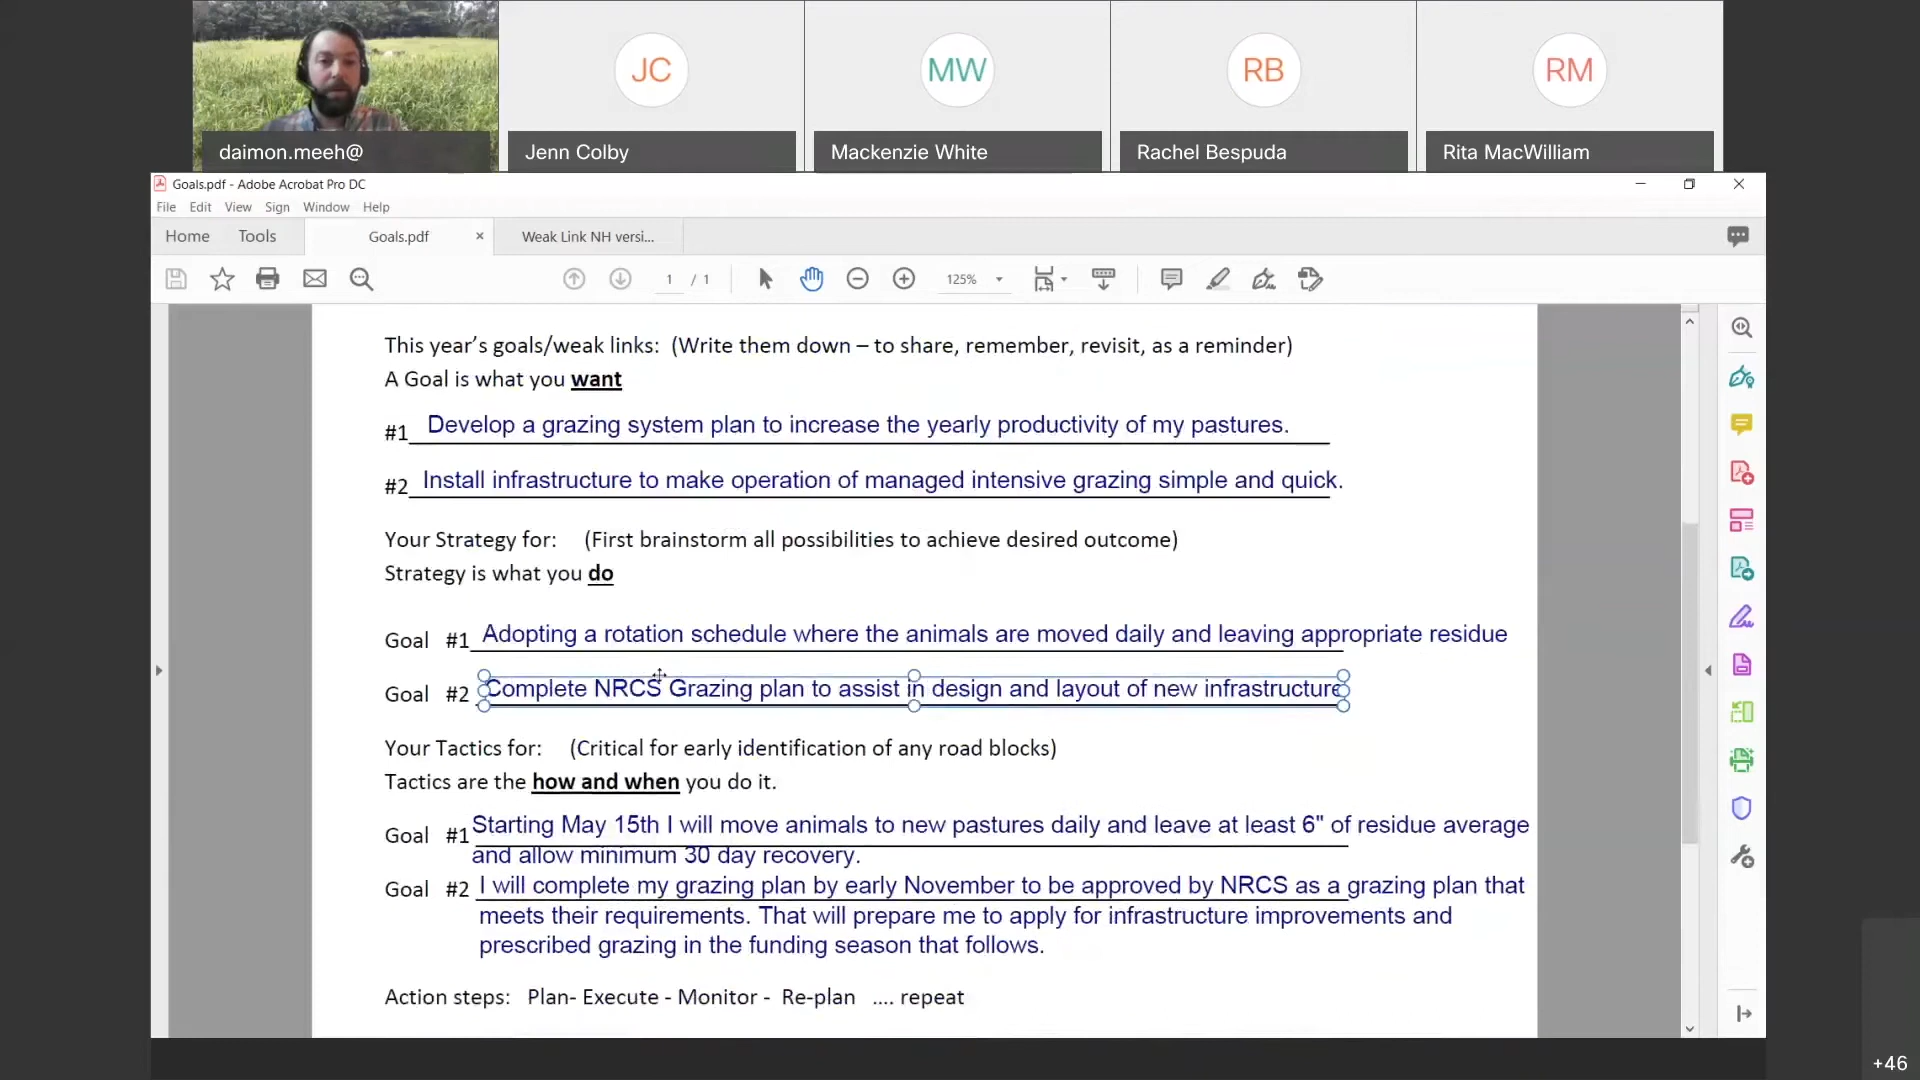 JC
MW
RB
RM
daimon.meeh@
Jenn Colby
Mackenzie White
Rachel Bespuda
Rita MacWilliam
Goals.pdf - Adobe Acrobat Pro DC
File Edit View Sign Window Help
Home Tools Goals.pdf × Weak Link NH versi...
1 / 1 125%
This year’s goals/weak links: (Write them down – to share, remember, revisit, as a reminder)
A Goal is what you want
#1 Develop a grazing system plan to increase the yearly productivity of my pastures.
#2 Install infrastructure to make operation of managed intensive grazing simple and quick.
Your Strategy for: (First brainstorm all possibilities to achieve desired outcome)
Strategy is what you do
Goal #1 Adopting a rotation schedule where the animals are moved daily and leaving appropriate residue
Goal #2 Complete NRCS Grazing plan to assist in design and layout of new infrastructure
Your Tactics for: (Critical for early identification of any road blocks)
Tactics are the how and when you do it.
Goal #1 Starting May 15th I will move animals to new pastures daily and leave at least 6" of residue average
and allow minimum 30 day recovery.
Goal #2 I will complete my grazing plan by early November to be approved by NRCS as a grazing plan that
meets their requirements. That will prepare me to apply for infrastructure improvements and
prescribed grazing in the funding season that follows.
Action steps: Plan- Execute - Monitor - Re-plan .... repeat
+46